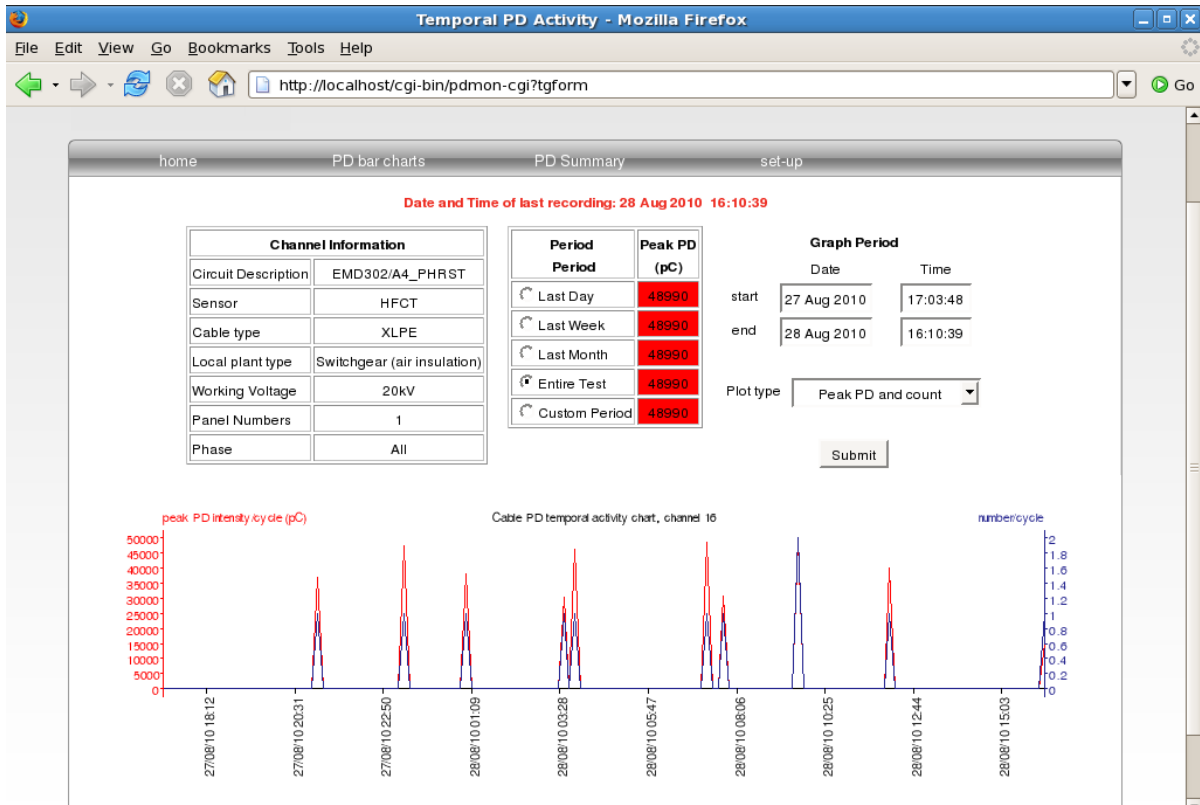 Temporal PD Activity - Mozilla Firefox
File Edit View Go Bookmarks Tools Help
http://localhost/cgi-bin/pdmon-cgi?tgform
Go
home PD bar charts PD Summary set-up
Date and Time of last recording: 28 Aug 2010 16:10:39
Channel Information
Circuit Description EMD302/A4_PHRST
Sensor HFCT
Cable type XLPE
Local plant type Switchgear (air insulation)
Working Voltage 20kV
Panel Numbers 1
Phase All
Period Peak PD
Period (pC)
Last Day 48990
Last Week 48990
Last Month 48990
Entire Test 48990
Custom Period 48990
Graph Period
Date Time
start 27 Aug 2010 17:03:48
end 28 Aug 2010 16:10:39
Plot type Peak PD and count
Submit
peak PD intensity/cycle (pC) Cable PD temporal activity chart, channel 16 number/cycle
50000
45000
40000
35000
30000
25000
20000
15000
10000
5000
0
2
1.8
1.6
1.4
1.2
1
0.8
0.6
0.4
0.2
0
27/08/10 18:12
27/08/10 20:31
27/08/10 22:50
28/08/10 01:09
28/08/10 03:28
28/08/10 05:47
28/08/10 08:06
28/08/10 10:25
28/08/10 12:44
28/08/10 15:03